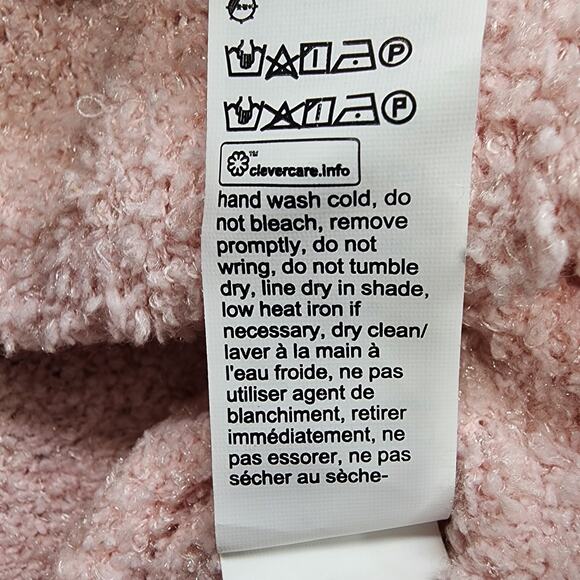 P
P
™
clevercare.info
hand wash cold, do
not bleach, remove
promptly, do not
wring, do not tumble
dry, line dry in shade,
low heat iron if
necessary, dry clean/
laver à la main à
l'eau froide, ne pas
utiliser agent de
blanchiment, retirer
immédiatement, ne
pas essorer, ne pas
sécher au sèche-